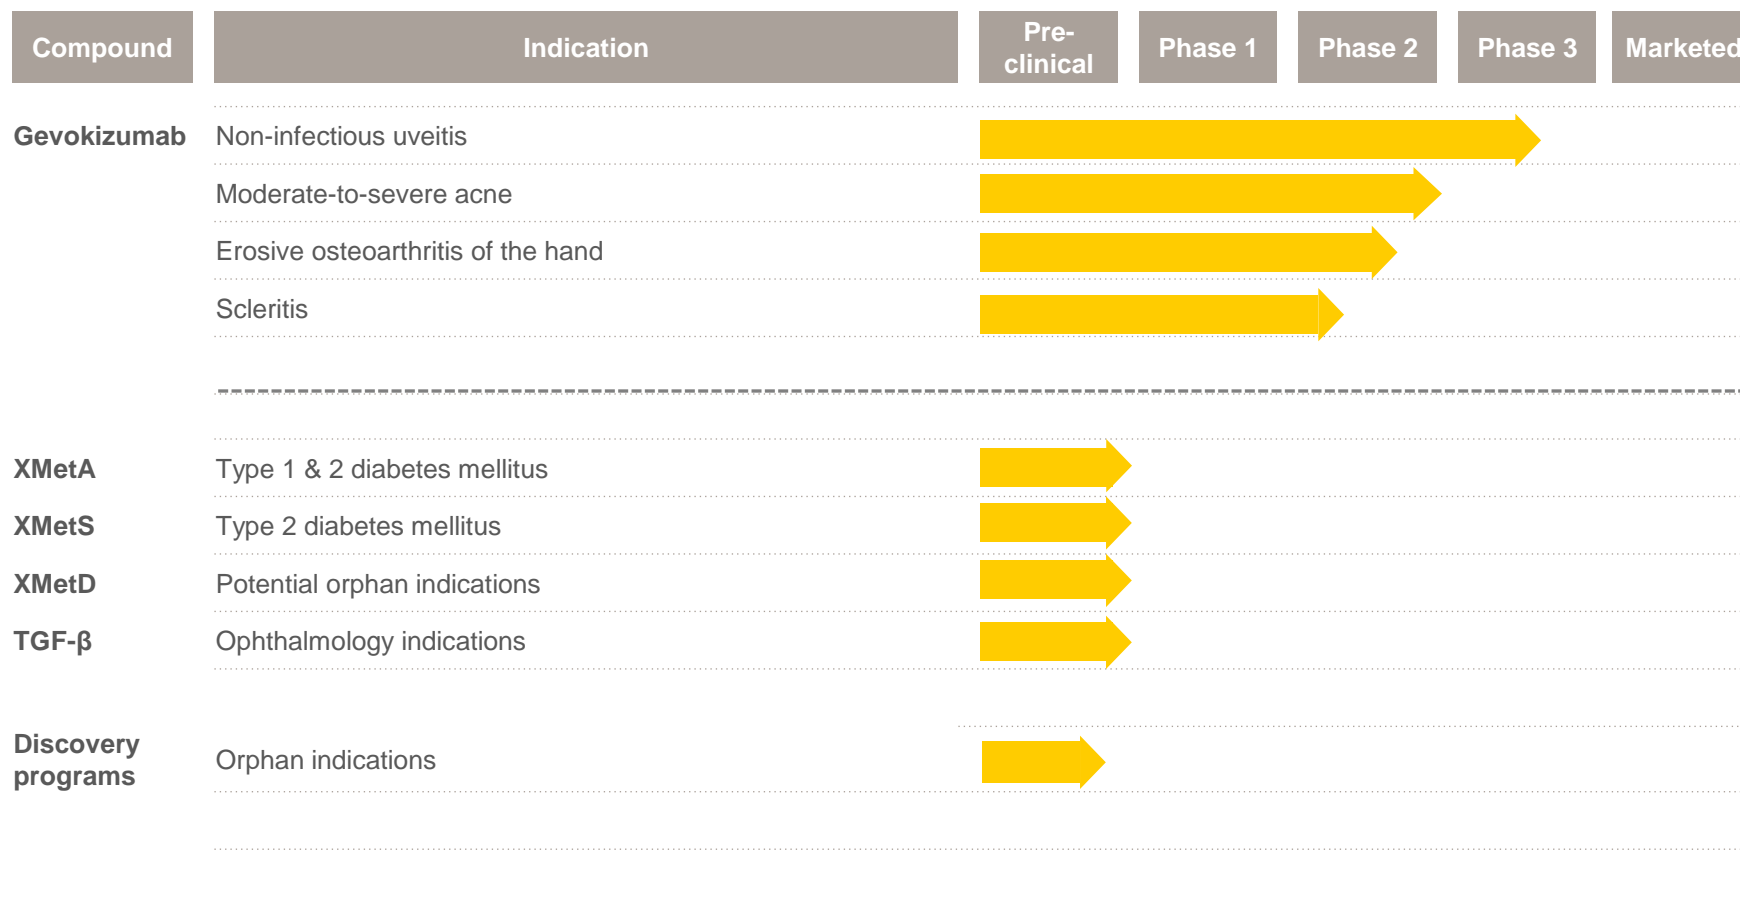 Compound
Indication
Pre-
clinical
Phase 1
Phase 2
Phase 3
Marketed
Gevokizumab
Non-infectious uveitis
Moderate-to-severe acne
Erosive osteoarthritis of the hand
Scleritis
XMetA
Type 1 & 2 diabetes mellitus
XMetS
Type 2 diabetes mellitus
XMetD
Potential orphan indications
TGF-β
Ophthalmology indications
Discovery
programs
Orphan indications